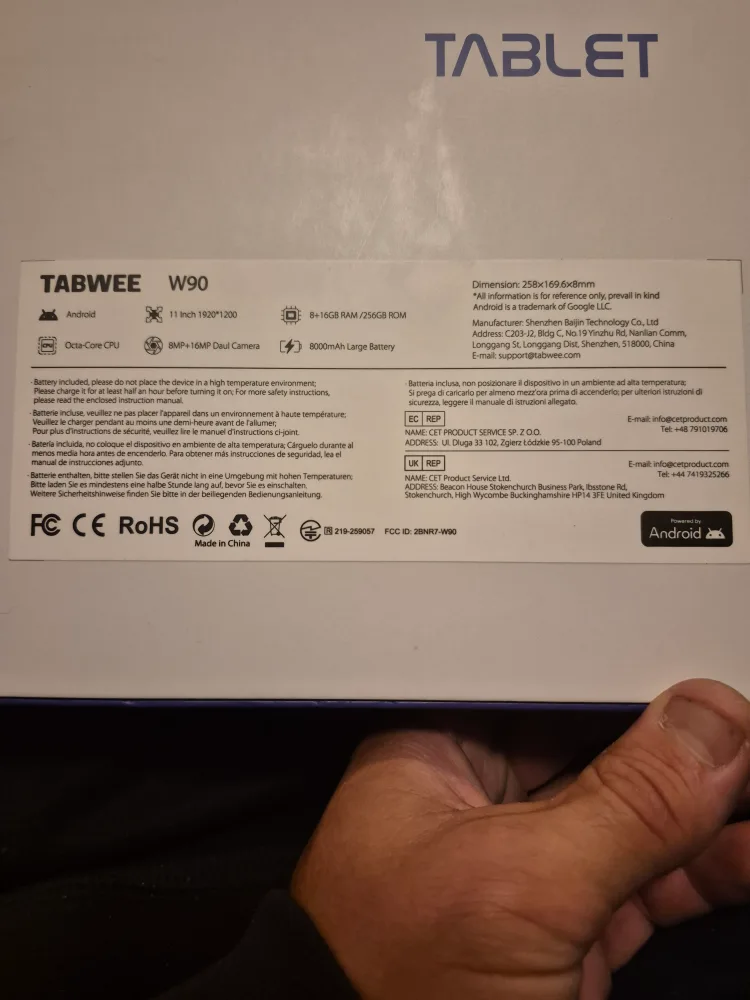 TABLET
TABWEE W90
Android
11 Inch 1920*1200
8+16GB RAM /256GB ROM
CPU
Octa-Core CPU
8MP+16MP Daul Camera
8000mAh Large Battery
Dimension: 258×169.6×8mm
*All information is for reference only, prevail in kind
Android is a trademark of Google LLC.
Manufacturer: Shenzhen Baijin Technology Co., Ltd
Address: C203-J2, Bldg C, No.19 Yinzhu Rd, Nanlian Comm,
Longgang St, Longgang Dist, Shenzhen, 518000, China
E-mail: support@tabwee.com
· Battery included, please do not place the device in a high temperature environment;
Please charge it for at least half an hour before turning it on; For more safety instructions,
please read the enclosed instruction manual.
· Batterie incluse, veuillez ne pas placer l'appareil dans un environnement à haute température;
Veuillez le charger pendant au moins une demi-heure avant de l'allumer;
Pour plus d'instructions de sécurité, veuillez lire le manuel d'instructions ci-joint.
· Batería incluida, no coloque el dispositivo en ambiente de alta temperatura; Cárguelo durante al
menos media hora antes de encenderlo. Para obtener más instrucciones de seguridad, lea el
manual de instrucciones adjunto.
· Batterie enthalten, bitte stellen Sie das Gerät nicht in eine Umgebung mit hohen Temperaturen;
Bitte laden Sie es mindestens eine halbe Stunde lang auf, bevor Sie es einschalten.
Weitere Sicherheitshinweise finden Sie bitte in der beiliegenden Bedienungsanleitung.
· Batteria inclusa, non posizionare il dispositivo in un ambiente ad alta temperatura;
Si prega di caricarlo per almeno mezz'ora prima di accenderlo; per ulteriori istruzioni di
sicurezza, leggere il manuale di istruzioni allegato.
EC REP
E-mail: info@cetproduct.com
Tel: +48 791019706
NAME: CET PRODUCT SERVICE SP. Z O.O.
ADDRESS: Ul. Dluga 33 102, Zgierz Łódzkie 95-100 Poland
UK REP
E-mail: info@cetproduct.com
Tel: +44 7419325266
NAME: CET Product Service Ltd.
ADDRESS: Beacon House Stokenchurch Business Park, Ibsstone Rd,
Stokenchurch, High Wycombe Buckinghamshire HP14 3FE United Kingdom
FC CE RoHS
Made in China
R 219-259057 FCC ID: 2BNR7-W90
Powered by
Android